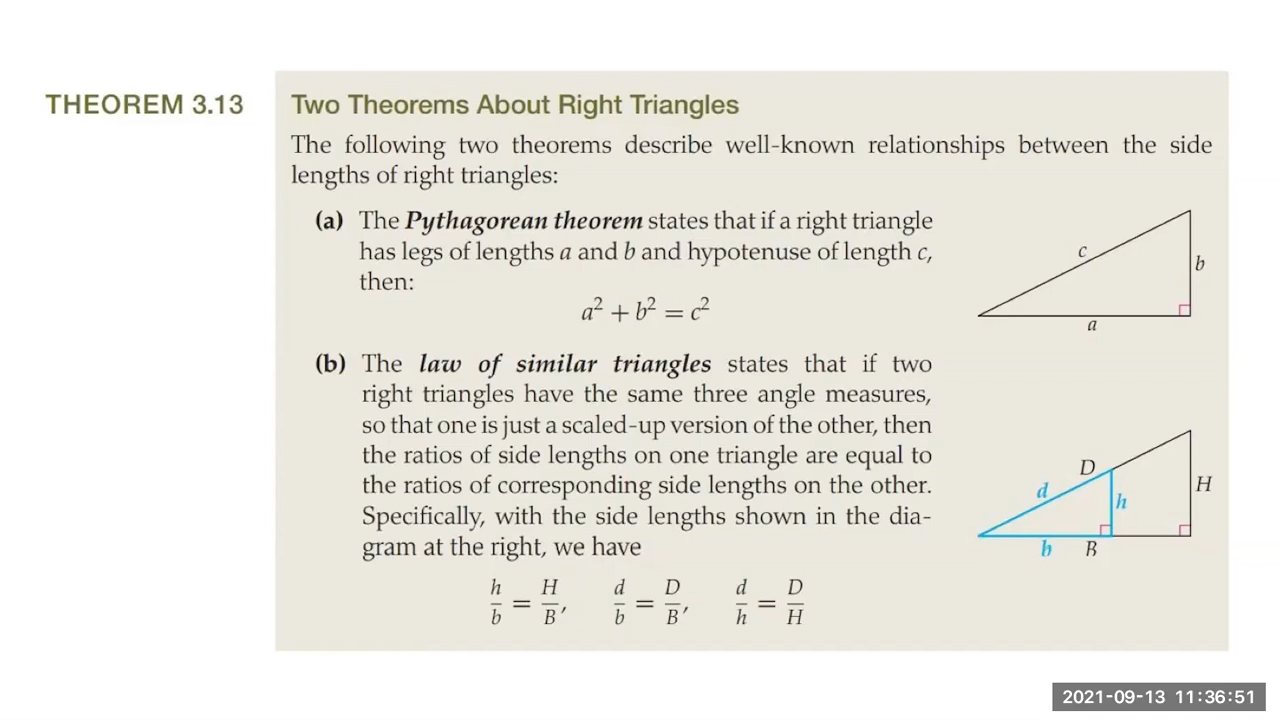 THEOREM 3.13
Two Theorems About Right Triangles
The following two theorems describe well-known relationships between the side
lengths of right triangles:
(a) The Pythagorean theorem states that if a right triangle
has legs of lengths a and b and hypotenuse of length c,
then:
a² + b² = c²
c
b
a
(b) The law of similar triangles states that if two
right triangles have the same three angle measures,
so that one is just a scaled-up version of the other, then
the ratios of side lengths on one triangle are equal to
the ratios of corresponding side lengths on the other.
Specifically, with the side lengths shown in the dia-
gram at the right, we have
h/b = H/B, d/b = D/B, d/h = D/H
D
d
h
H
b B
2021-09-13 11:36:51